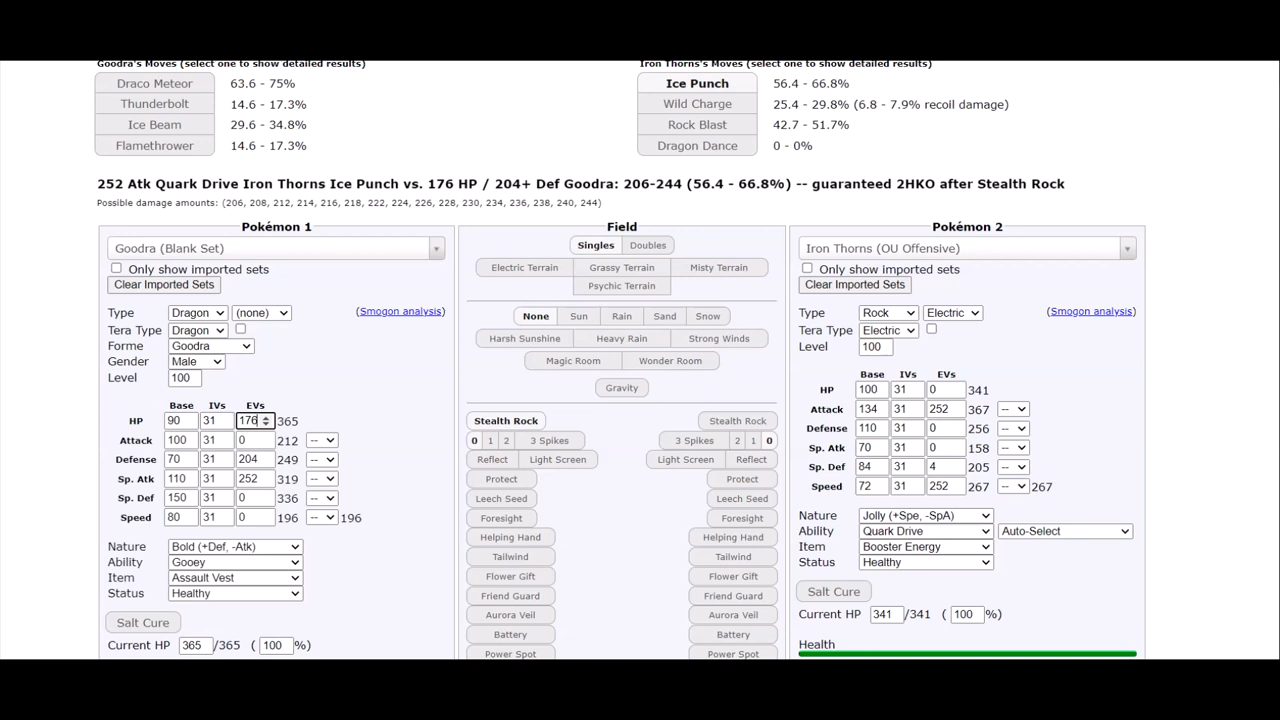 Goodra's Moves (select one to show detailed results)
Draco Meteor 63.6 - 75%
Thunderbolt 14.6 - 17.3%
Ice Beam 29.6 - 34.8%
Flamethrower 14.6 - 17.3%
Iron Thorns's Moves (select one to show detailed results)
Ice Punch 56.4 - 66.8%
Wild Charge 25.4 - 29.8% (6.8 - 7.9% recoil damage)
Rock Blast 42.7 - 51.7%
Dragon Dance 0 - 0%
252 Atk Quark Drive Iron Thorns Ice Punch vs. 176 HP / 204+ Def Goodra: 206-244 (56.4 - 66.8%) -- guaranteed 2HKO after Stealth Rock
Possible damage amounts: (206, 208, 212, 214, 216, 218, 222, 224, 226, 228, 230, 234, 236, 238, 240, 244)
Pokémon 1
Goodra (Blank Set)
Only show imported sets
Clear Imported Sets
Type Dragon (none) (Smogon analysis)
Tera Type Dragon
Forme Goodra
Gender Male
Level 100
Base IVs EVs
HP 90 31 176 365
Attack 100 31 0 212 --
Defense 70 31 204 249 --
Sp. Atk 110 31 252 319 --
Sp. Def 150 31 0 336 --
Speed 80 31 0 196 -- 196
Nature Bold (+Def, -Atk)
Ability Gooey
Item Assault Vest
Status Healthy
Salt Cure
Current HP 365 /365 ( 100 %)
Field
Singles Doubles
Electric Terrain Grassy Terrain Misty Terrain
Psychic Terrain
None Sun Rain Sand Snow
Harsh Sunshine Heavy Rain Strong Winds
Magic Room Wonder Room
Gravity
Stealth Rock Stealth Rock
0 1 2 3 Spikes 3 Spikes 2 1 0
Reflect Light Screen Light Screen Reflect
Protect Protect
Leech Seed Leech Seed
Foresight Foresight
Helping Hand Helping Hand
Tailwind Tailwind
Flower Gift Flower Gift
Friend Guard Friend Guard
Aurora Veil Aurora Veil
Battery Battery
Power Spot Power Spot
Pokémon 2
Iron Thorns (OU Offensive)
Only show imported sets
Clear Imported Sets
Type Rock Electric (Smogon analysis)
Tera Type Electric
Level 100
Base IVs EVs
HP 100 31 0 341
Attack 134 31 252 367 --
Defense 110 31 0 256 --
Sp. Atk 70 31 0 158 --
Sp. Def 84 31 4 205 --
Speed 72 31 252 267 -- 267
Nature Jolly (+Spe, -SpA)
Ability Quark Drive Auto-Select
Item Booster Energy
Status Healthy
Salt Cure
Current HP 341 /341 ( 100 %)
Health